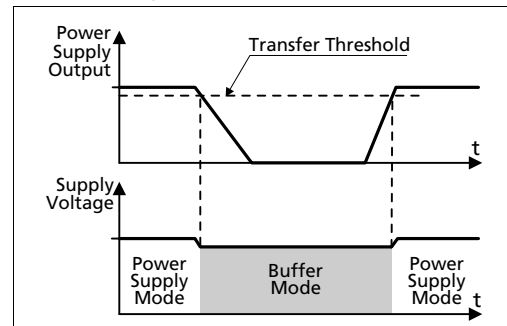 Power
Supply
Output
Transfer Threshold
t
Supply
Voltage
Power
Supply
Mode
Buffer
Mode
Power
Supply
Mode
t